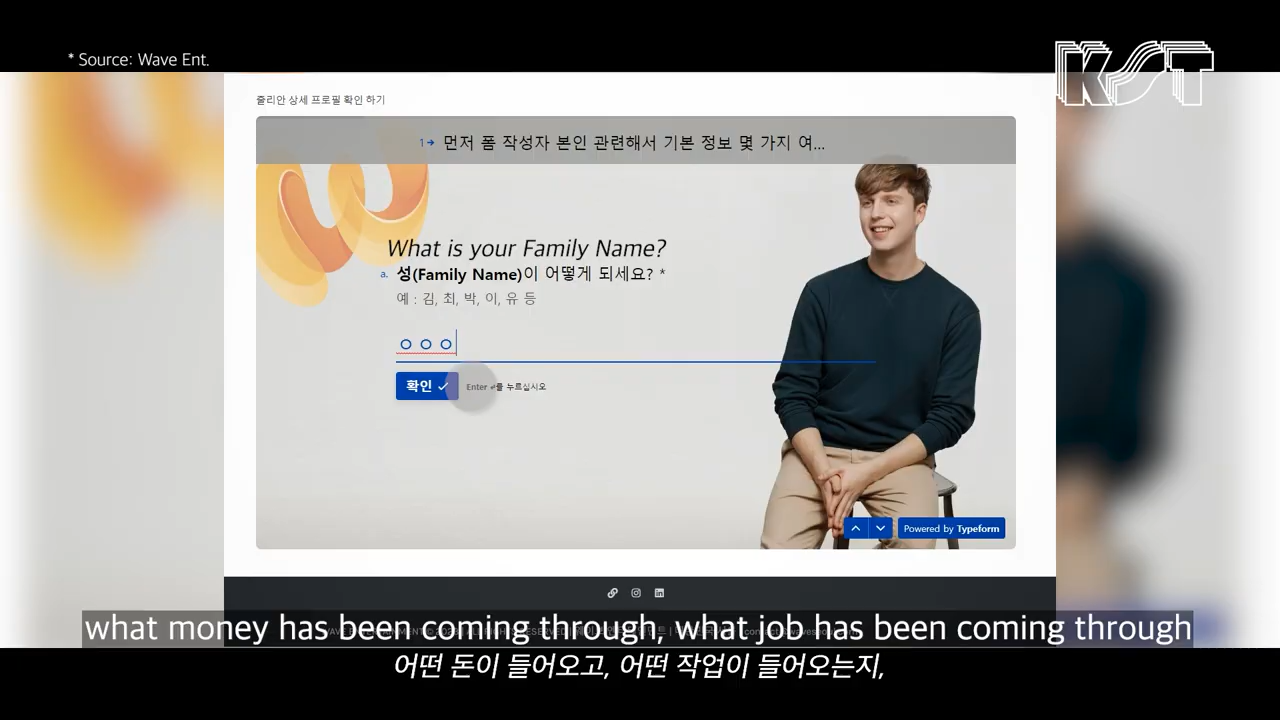 * Source: Wave Ent.
KST
줄리안 상세 프로필 확인 하기
1→ 먼저 폼 작성자 본인 관련해서 기본 정보 몇 가지 여...
What is your Family Name?
a. 성(Family Name)이 어떻게 되세요? *
예 : 김, 최, 박, 이, 유 등
ㅇㅇㅇ
확인 ✓ Enter ↵를 누르십시오
Powered by Typeform
what money has been coming through, what job has been coming through
어떤 돈이 들어오고, 어떤 작업이 들어오는지,